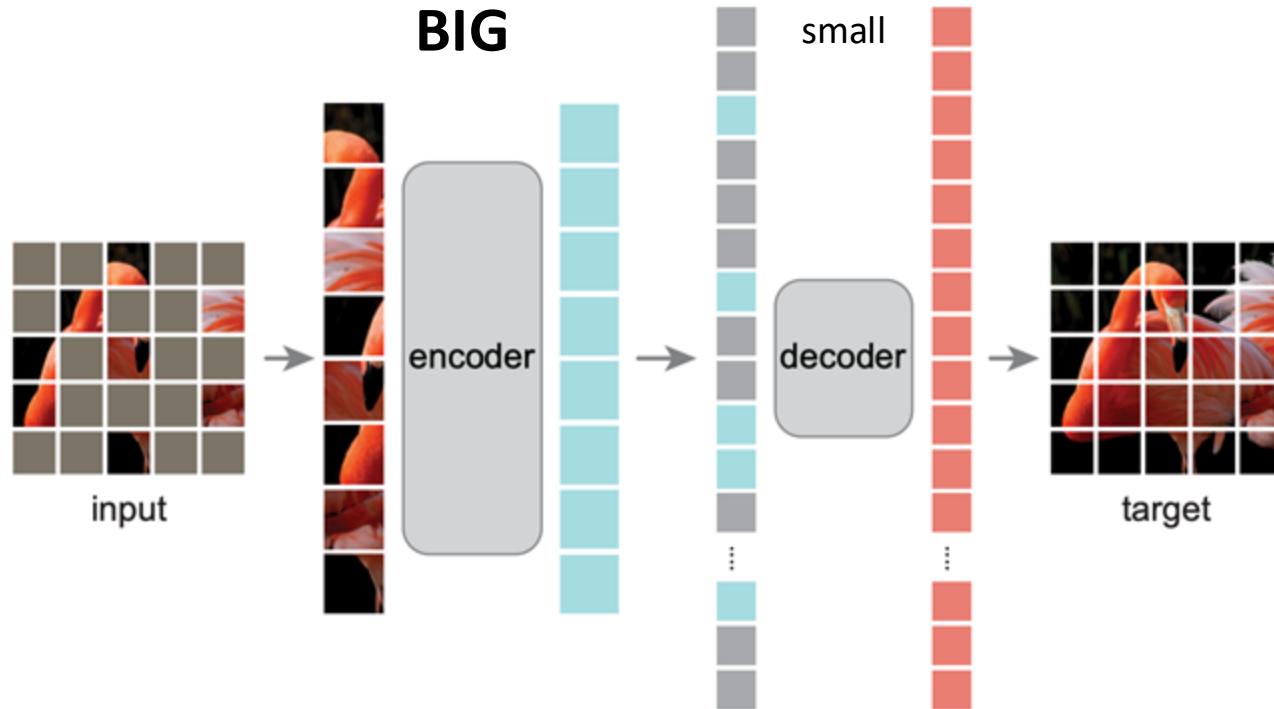 BIG
small
encoder
decoder
input
target